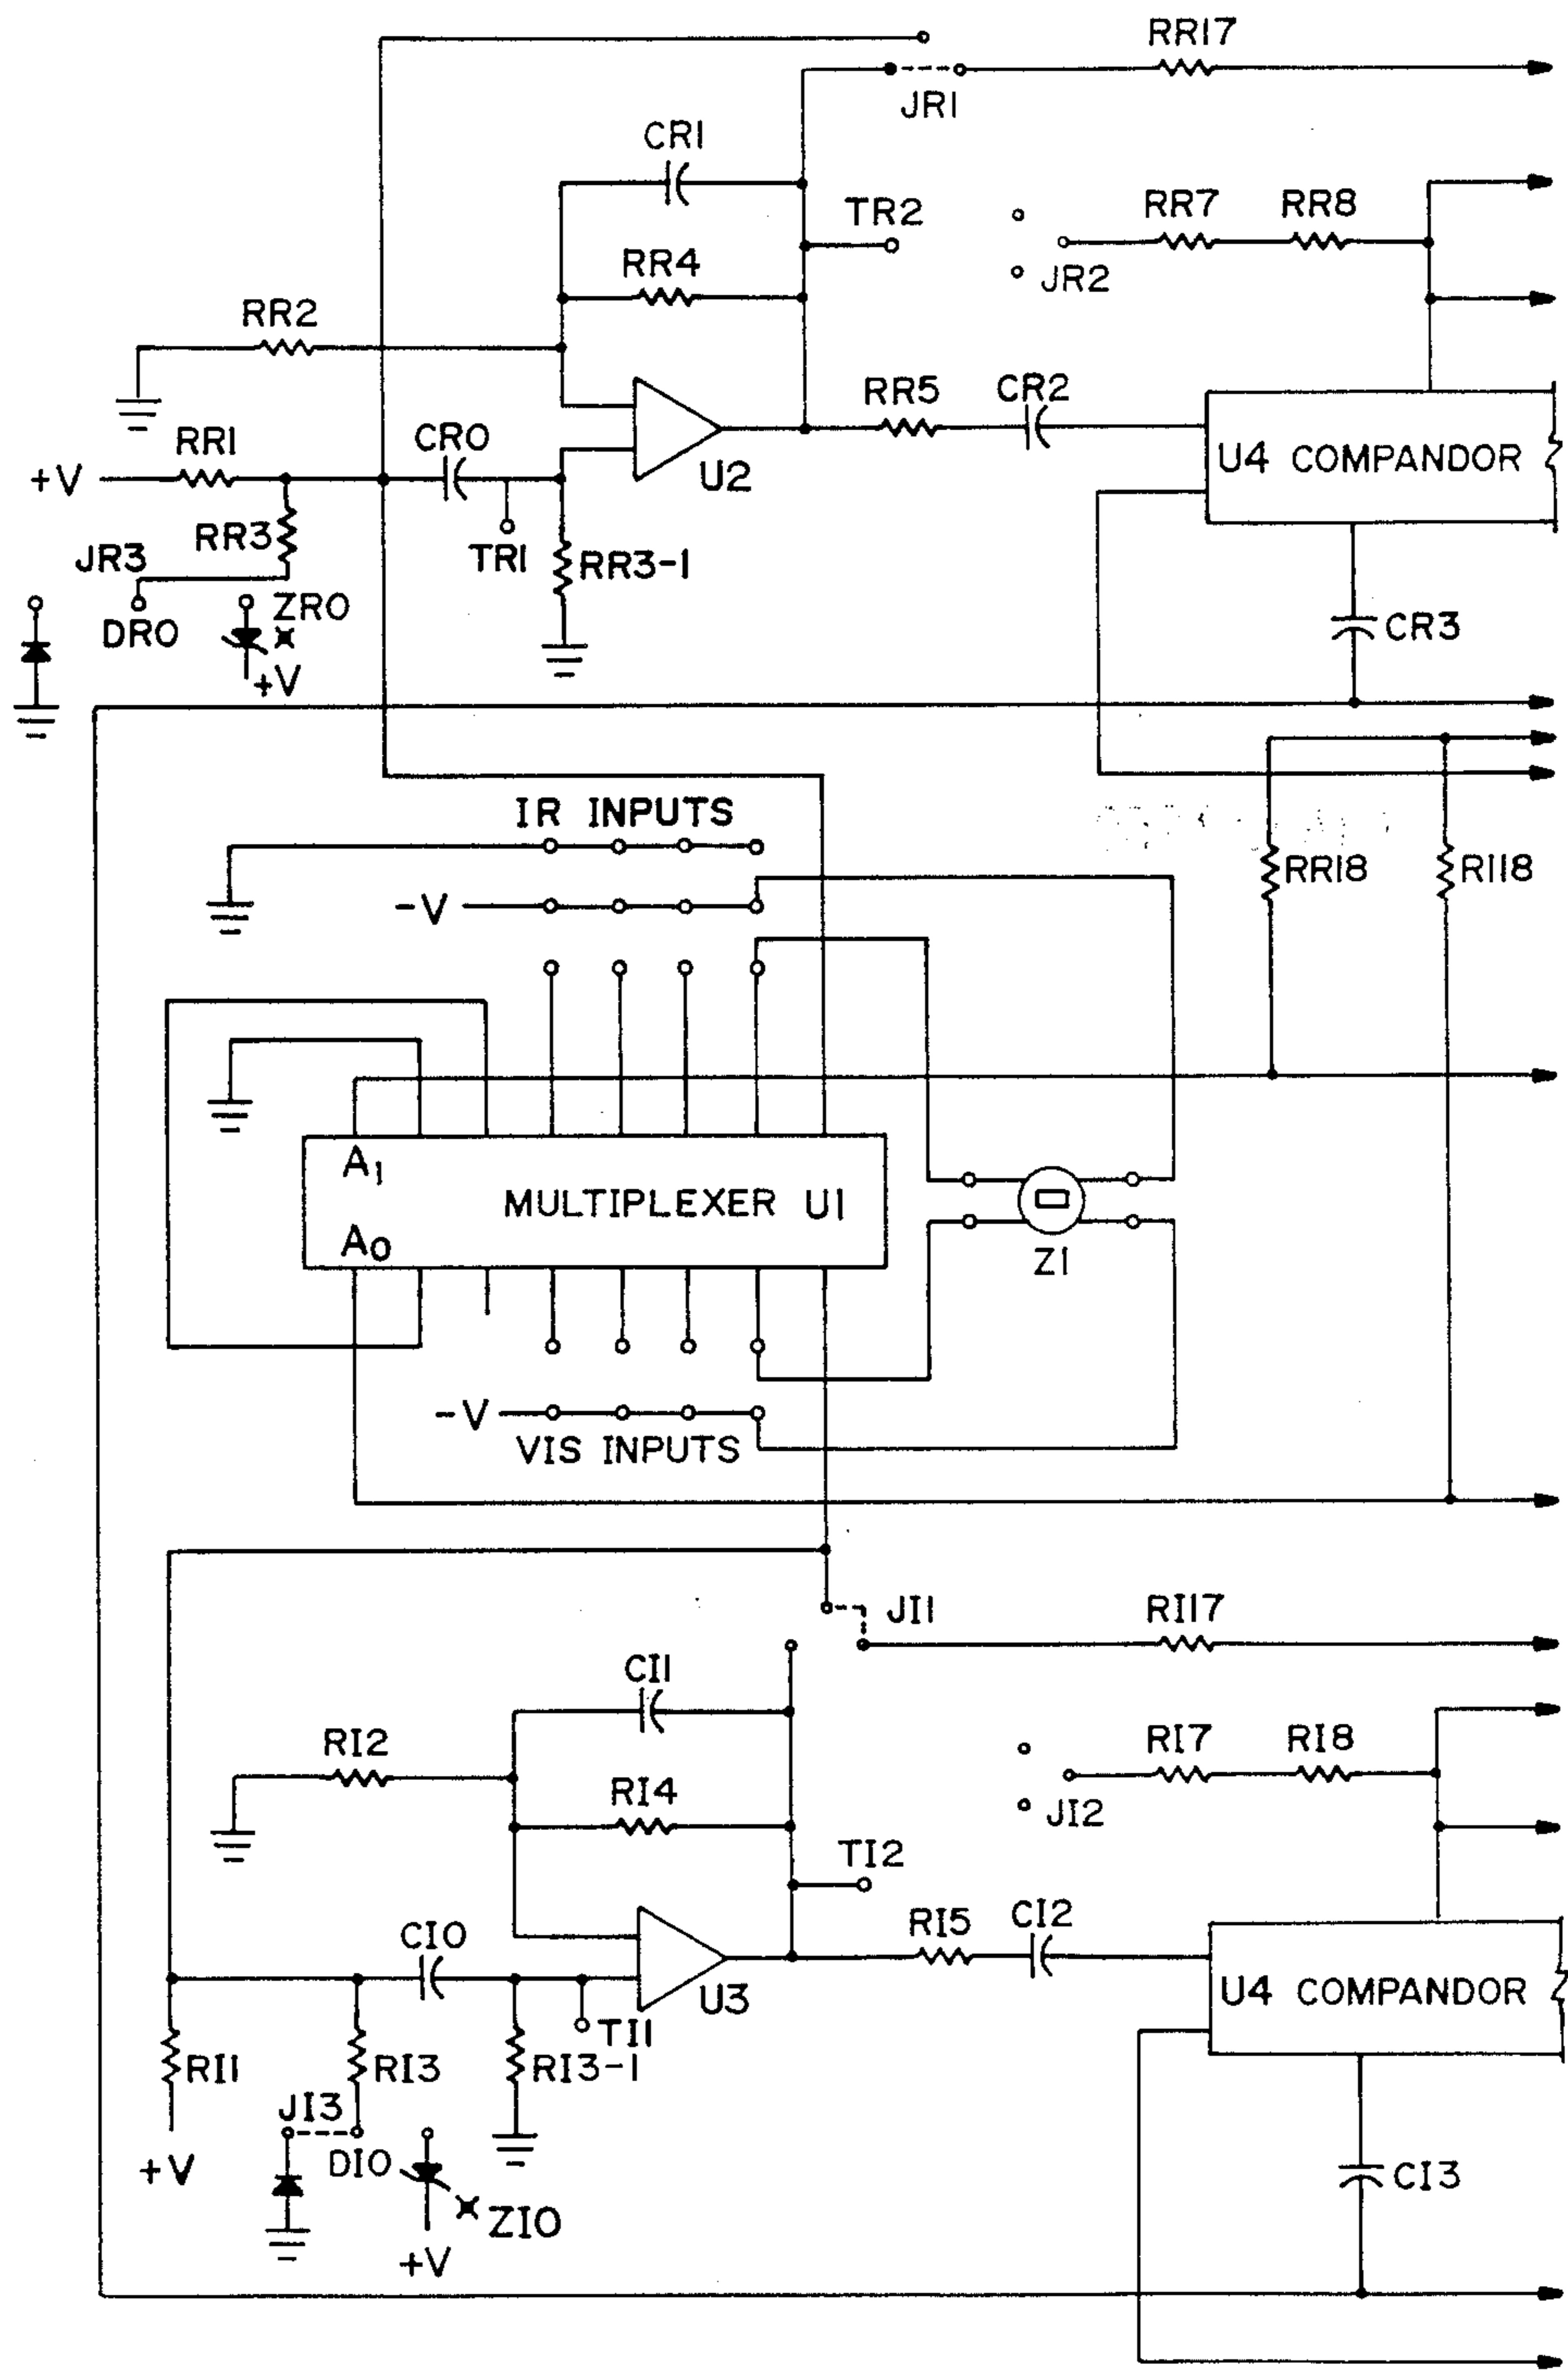 RR17
JR1
CR1
TR2
RR7 RR8
RR4
JR2
RR2
RR5 CR2
RR1
CR0
+V
U2
U4 COMPANDOR
JR3
RR3
TR1
RR3-1
DR0
ZR0
+V
CR3
IR INPUTS
RR18
RI18
-V
A1
MULTIPLEXER U1
A0
Z1
-V
VIS INPUTS
JI1
RI17
CI1
RI2
RI7 RI8
RI4
JI2
TI2
CI0
RI5 CI2
U3
U4 COMPANDOR
TI1
RI1
RI3
RI3-1
JI3
+V
DI0
ZI0
CI3
+V